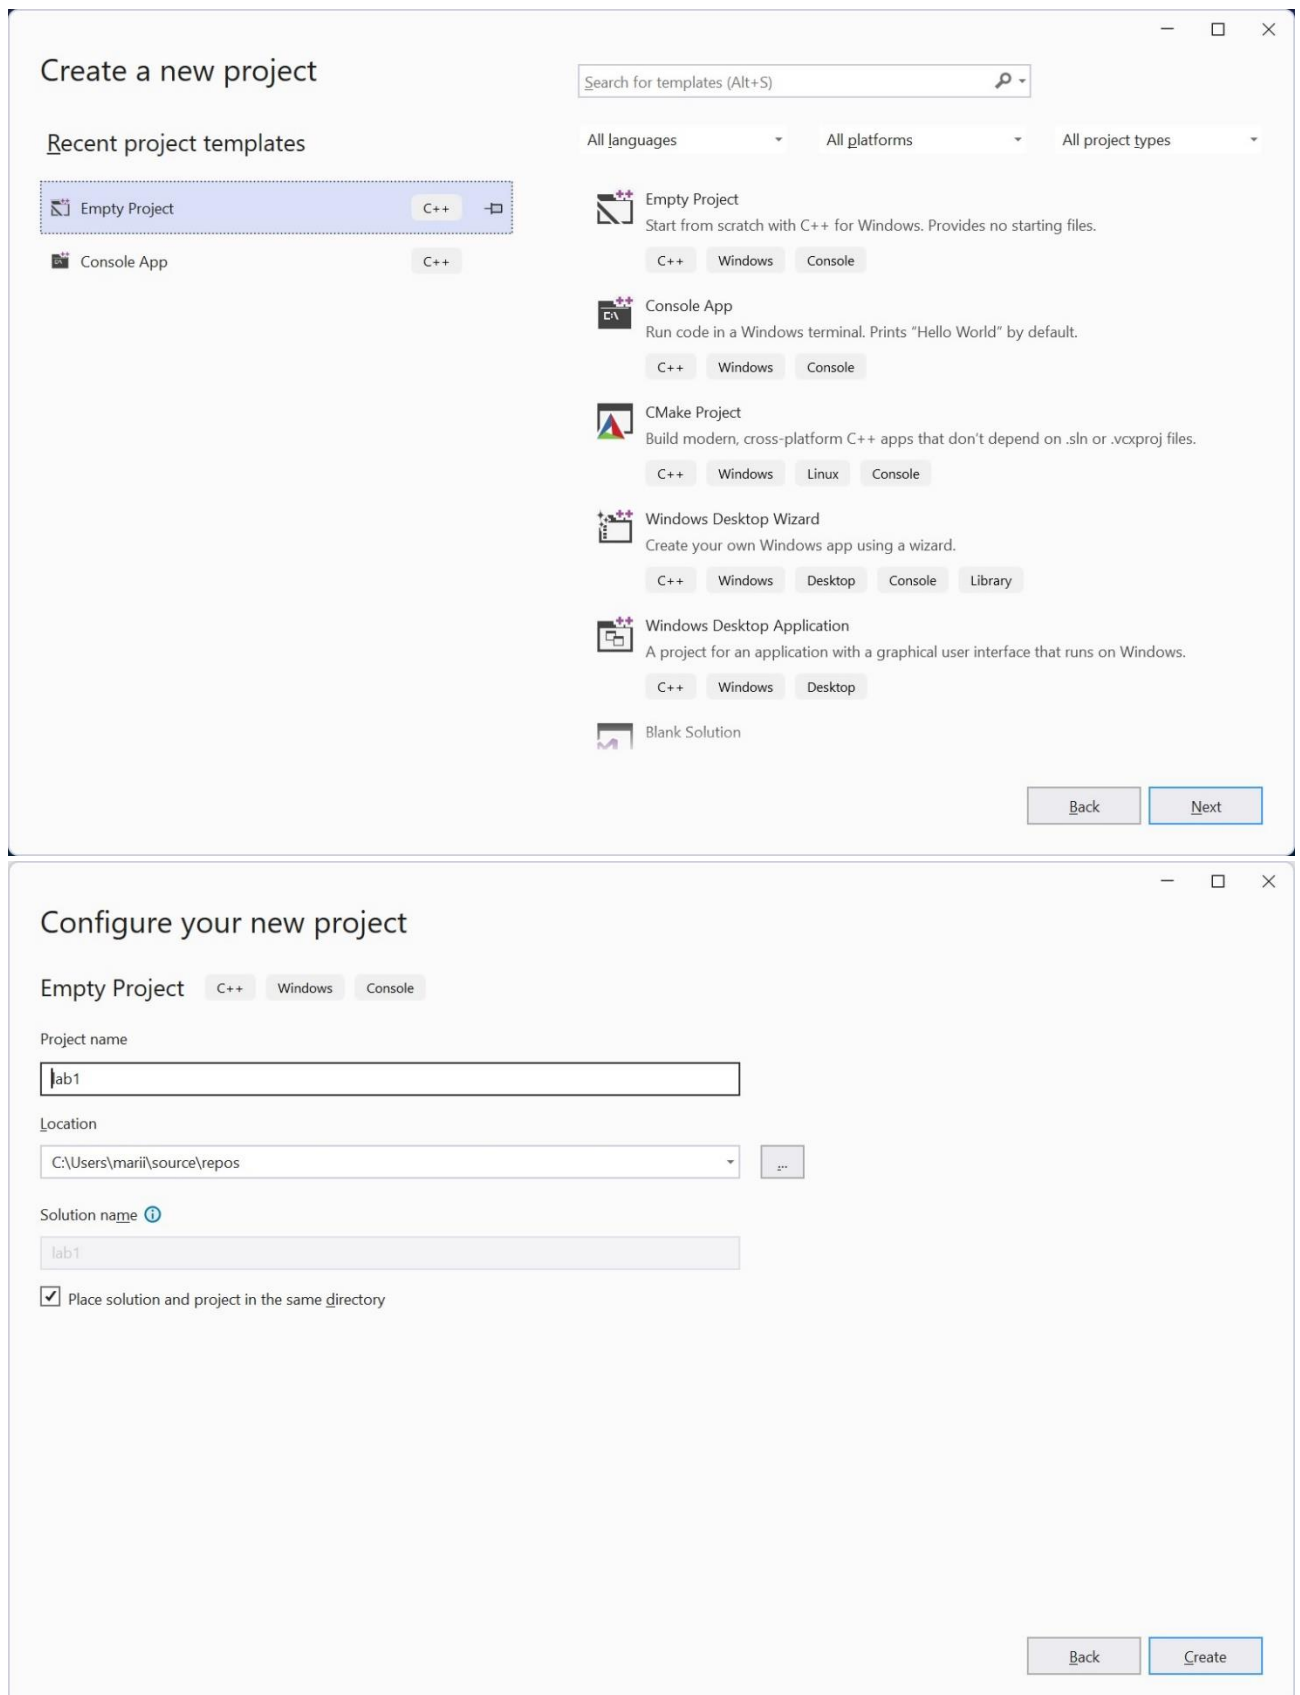 Create a new project
Search for templates (Alt+S)
Recent project templates
All languages
All platforms
All project types
Empty Project
C++
Console App
C++
Empty Project
Start from scratch with C++ for Windows. Provides no starting files.
C++ Windows Console
Console App
Run code in a Windows terminal. Prints "Hello World" by default.
C++ Windows Console
CMake Project
Build modern, cross-platform C++ apps that don't depend on .sln or .vcxproj files.
C++ Windows Linux Console
Windows Desktop Wizard
Create your own Windows app using a wizard.
C++ Windows Desktop Console Library
Windows Desktop Application
A project for an application with a graphical user interface that runs on Windows.
C++ Windows Desktop
Blank Solution
Back
Next
Configure your new project
Empty Project C++ Windows Console
Project name
lab1
Location
C:\Users\marii\source\repos
...
Solution name
lab1
Place solution and project in the same directory
Back
Create